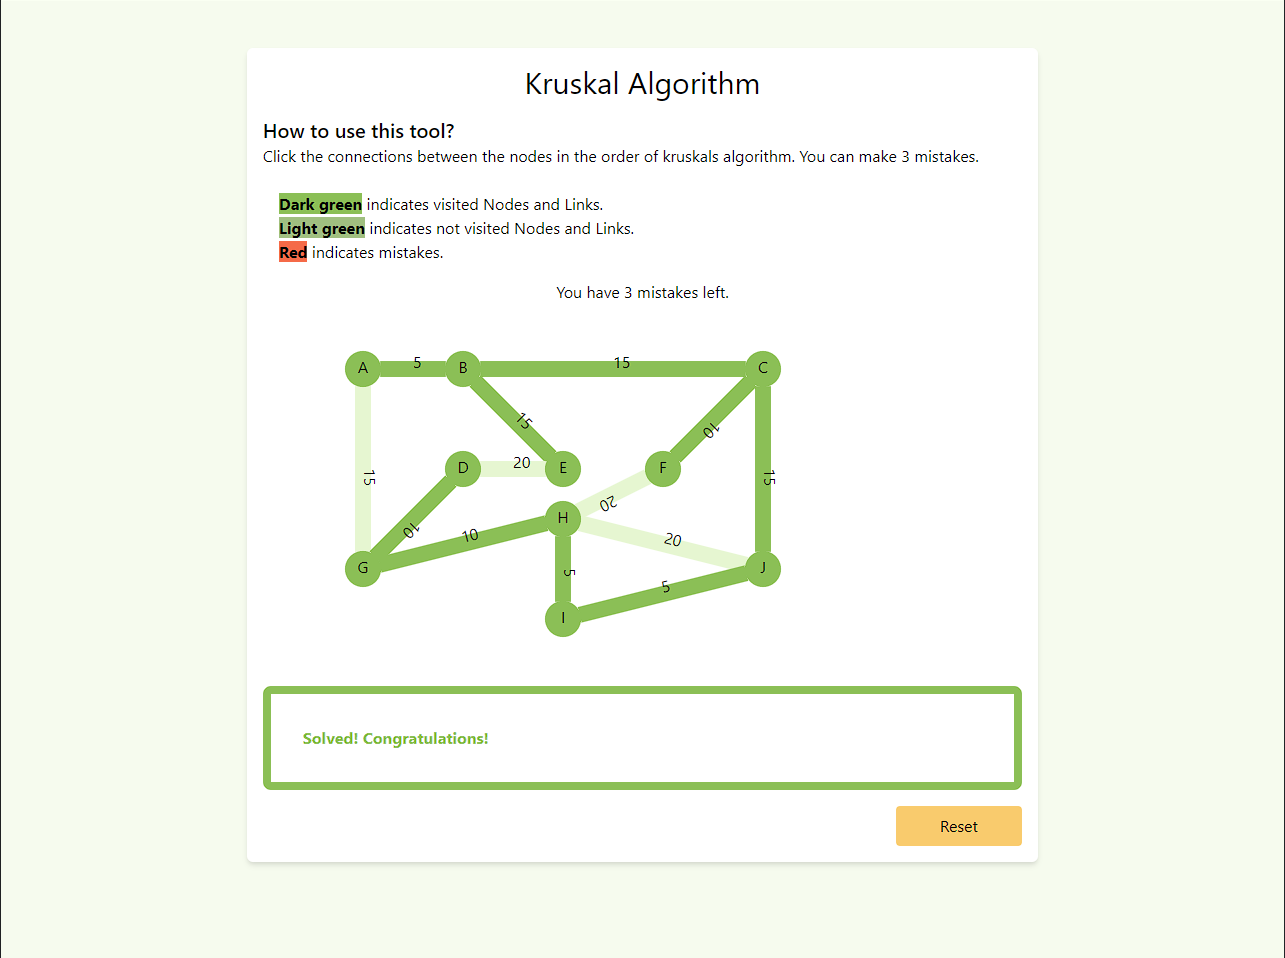 Kruskal Algorithm
How to use this tool?
Click the connections between the nodes in the order of kruskals algorithm. You can make 3 mistakes.
Dark green indicates visited Nodes and Links.
Light green indicates not visited Nodes and Links.
Red indicates mistakes.
You have 3 mistakes left.
A 5 B 15 C
15
10
D 20 E F
15 15
20
H
10 10 20
G J
5
5
I
Solved! Congratulations!
Reset